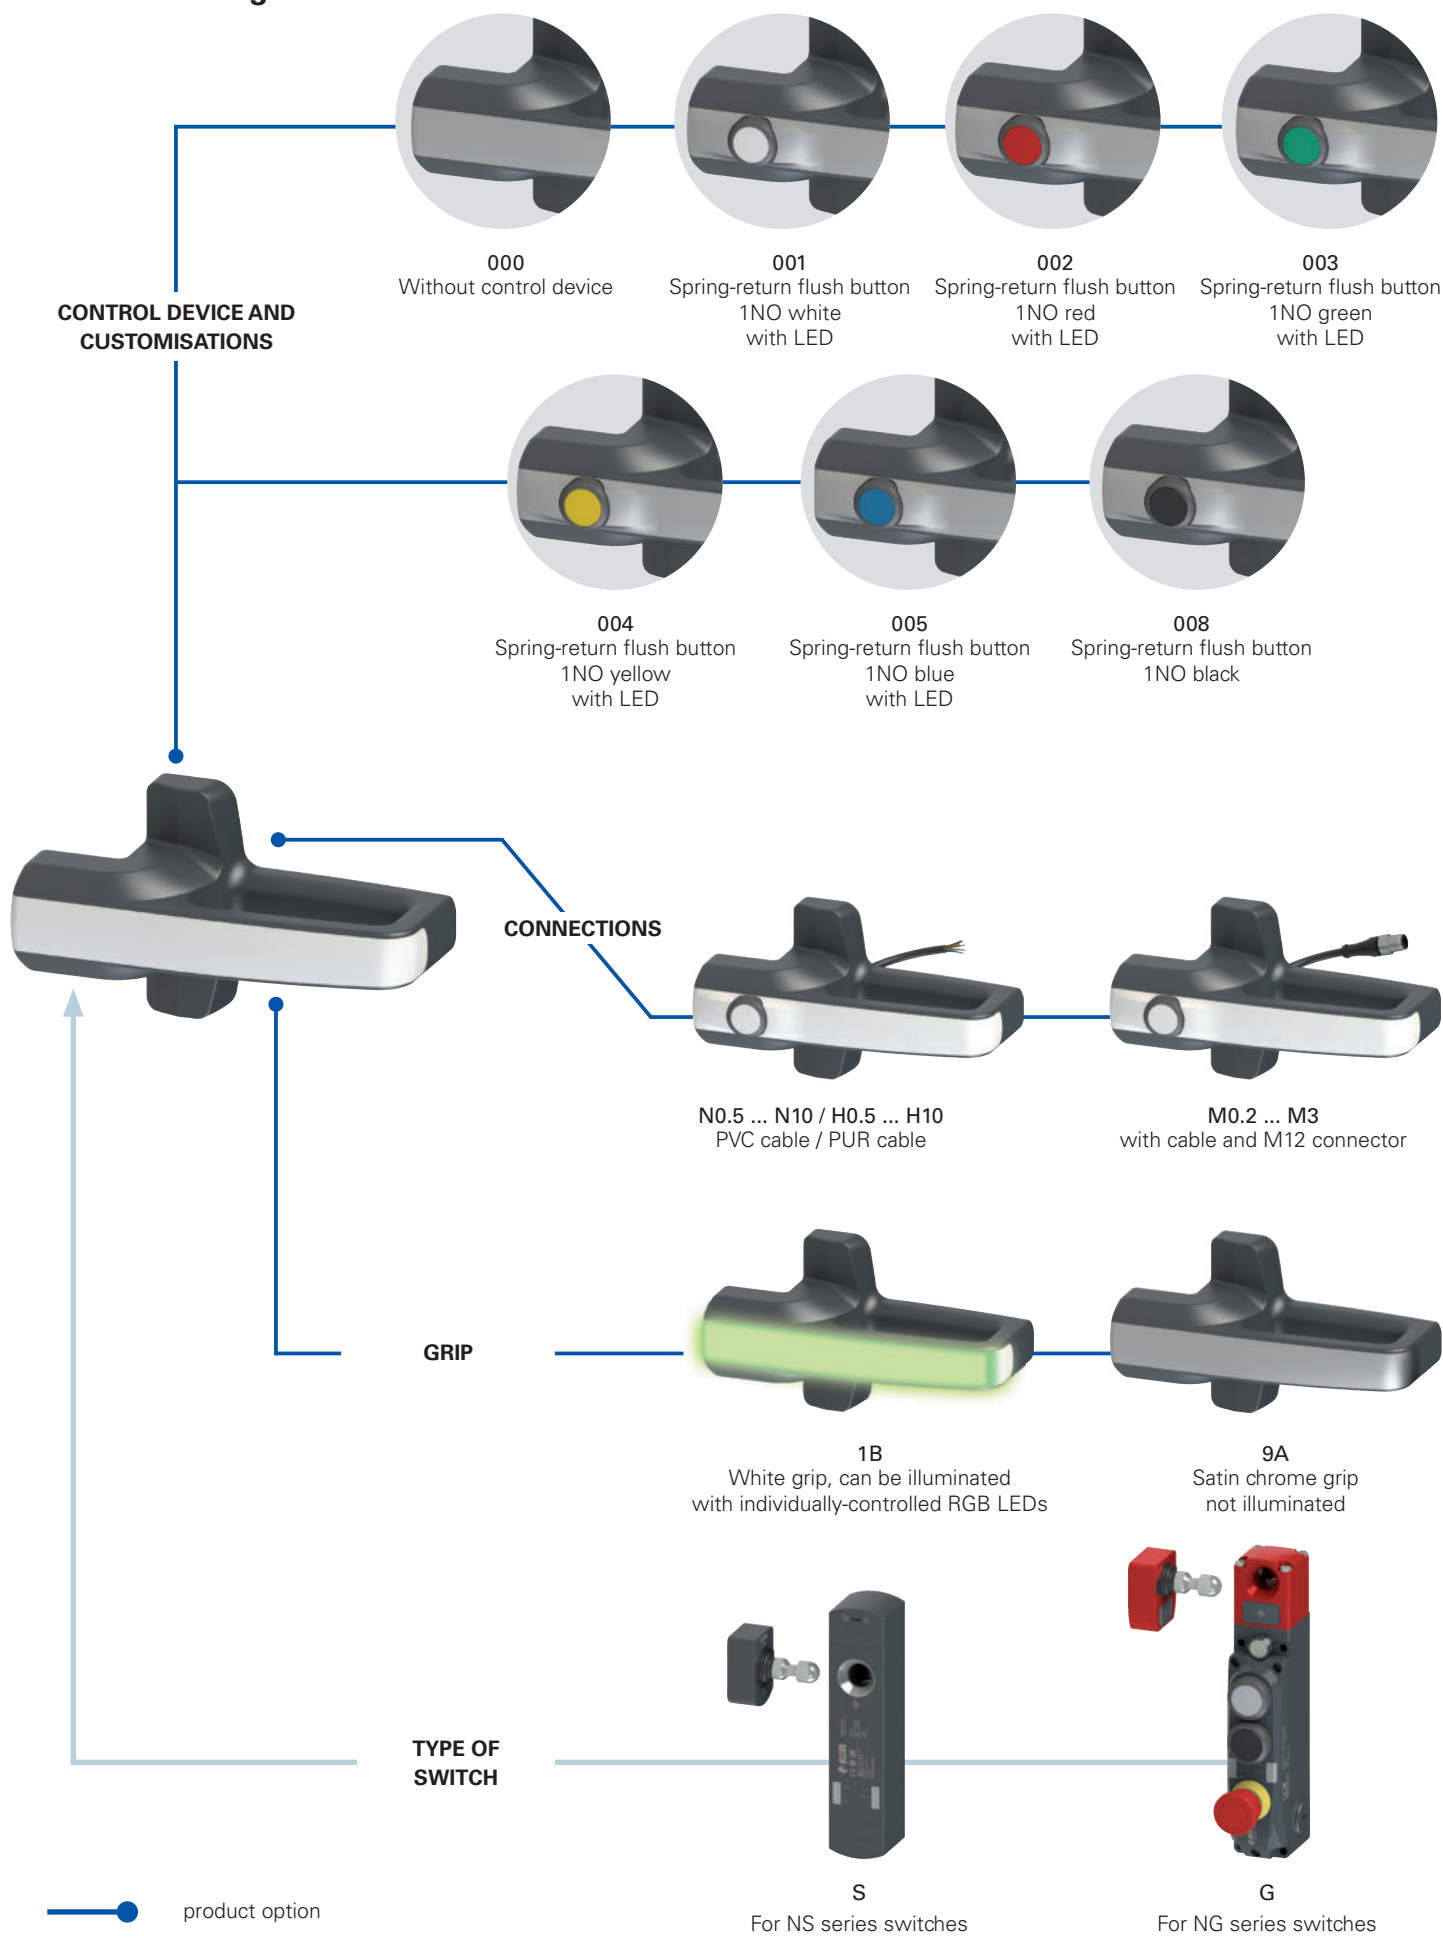 000
Without control device
001
Spring-return flush button
1NO white
with LED
002
Spring-return flush button
1NO red
with LED
003
Spring-return flush button
1NO green
with LED
CONTROL DEVICE AND
CUSTOMISATIONS
004
Spring-return flush button
1NO yellow
with LED
005
Spring-return flush button
1NO blue
with LED
008
Spring-return flush button
1NO black
CONNECTIONS
N0.5 ... N10 / H0.5 ... H10
PVC cable / PUR cable
M0.2 ... M3
with cable and M12 connector
GRIP
1B
White grip, can be illuminated
with individually-controlled RGB LEDs
9A
Satin chrome grip
not illuminated
TYPE OF
SWITCH
S
For NS series switches
G
For NG series switches
product option